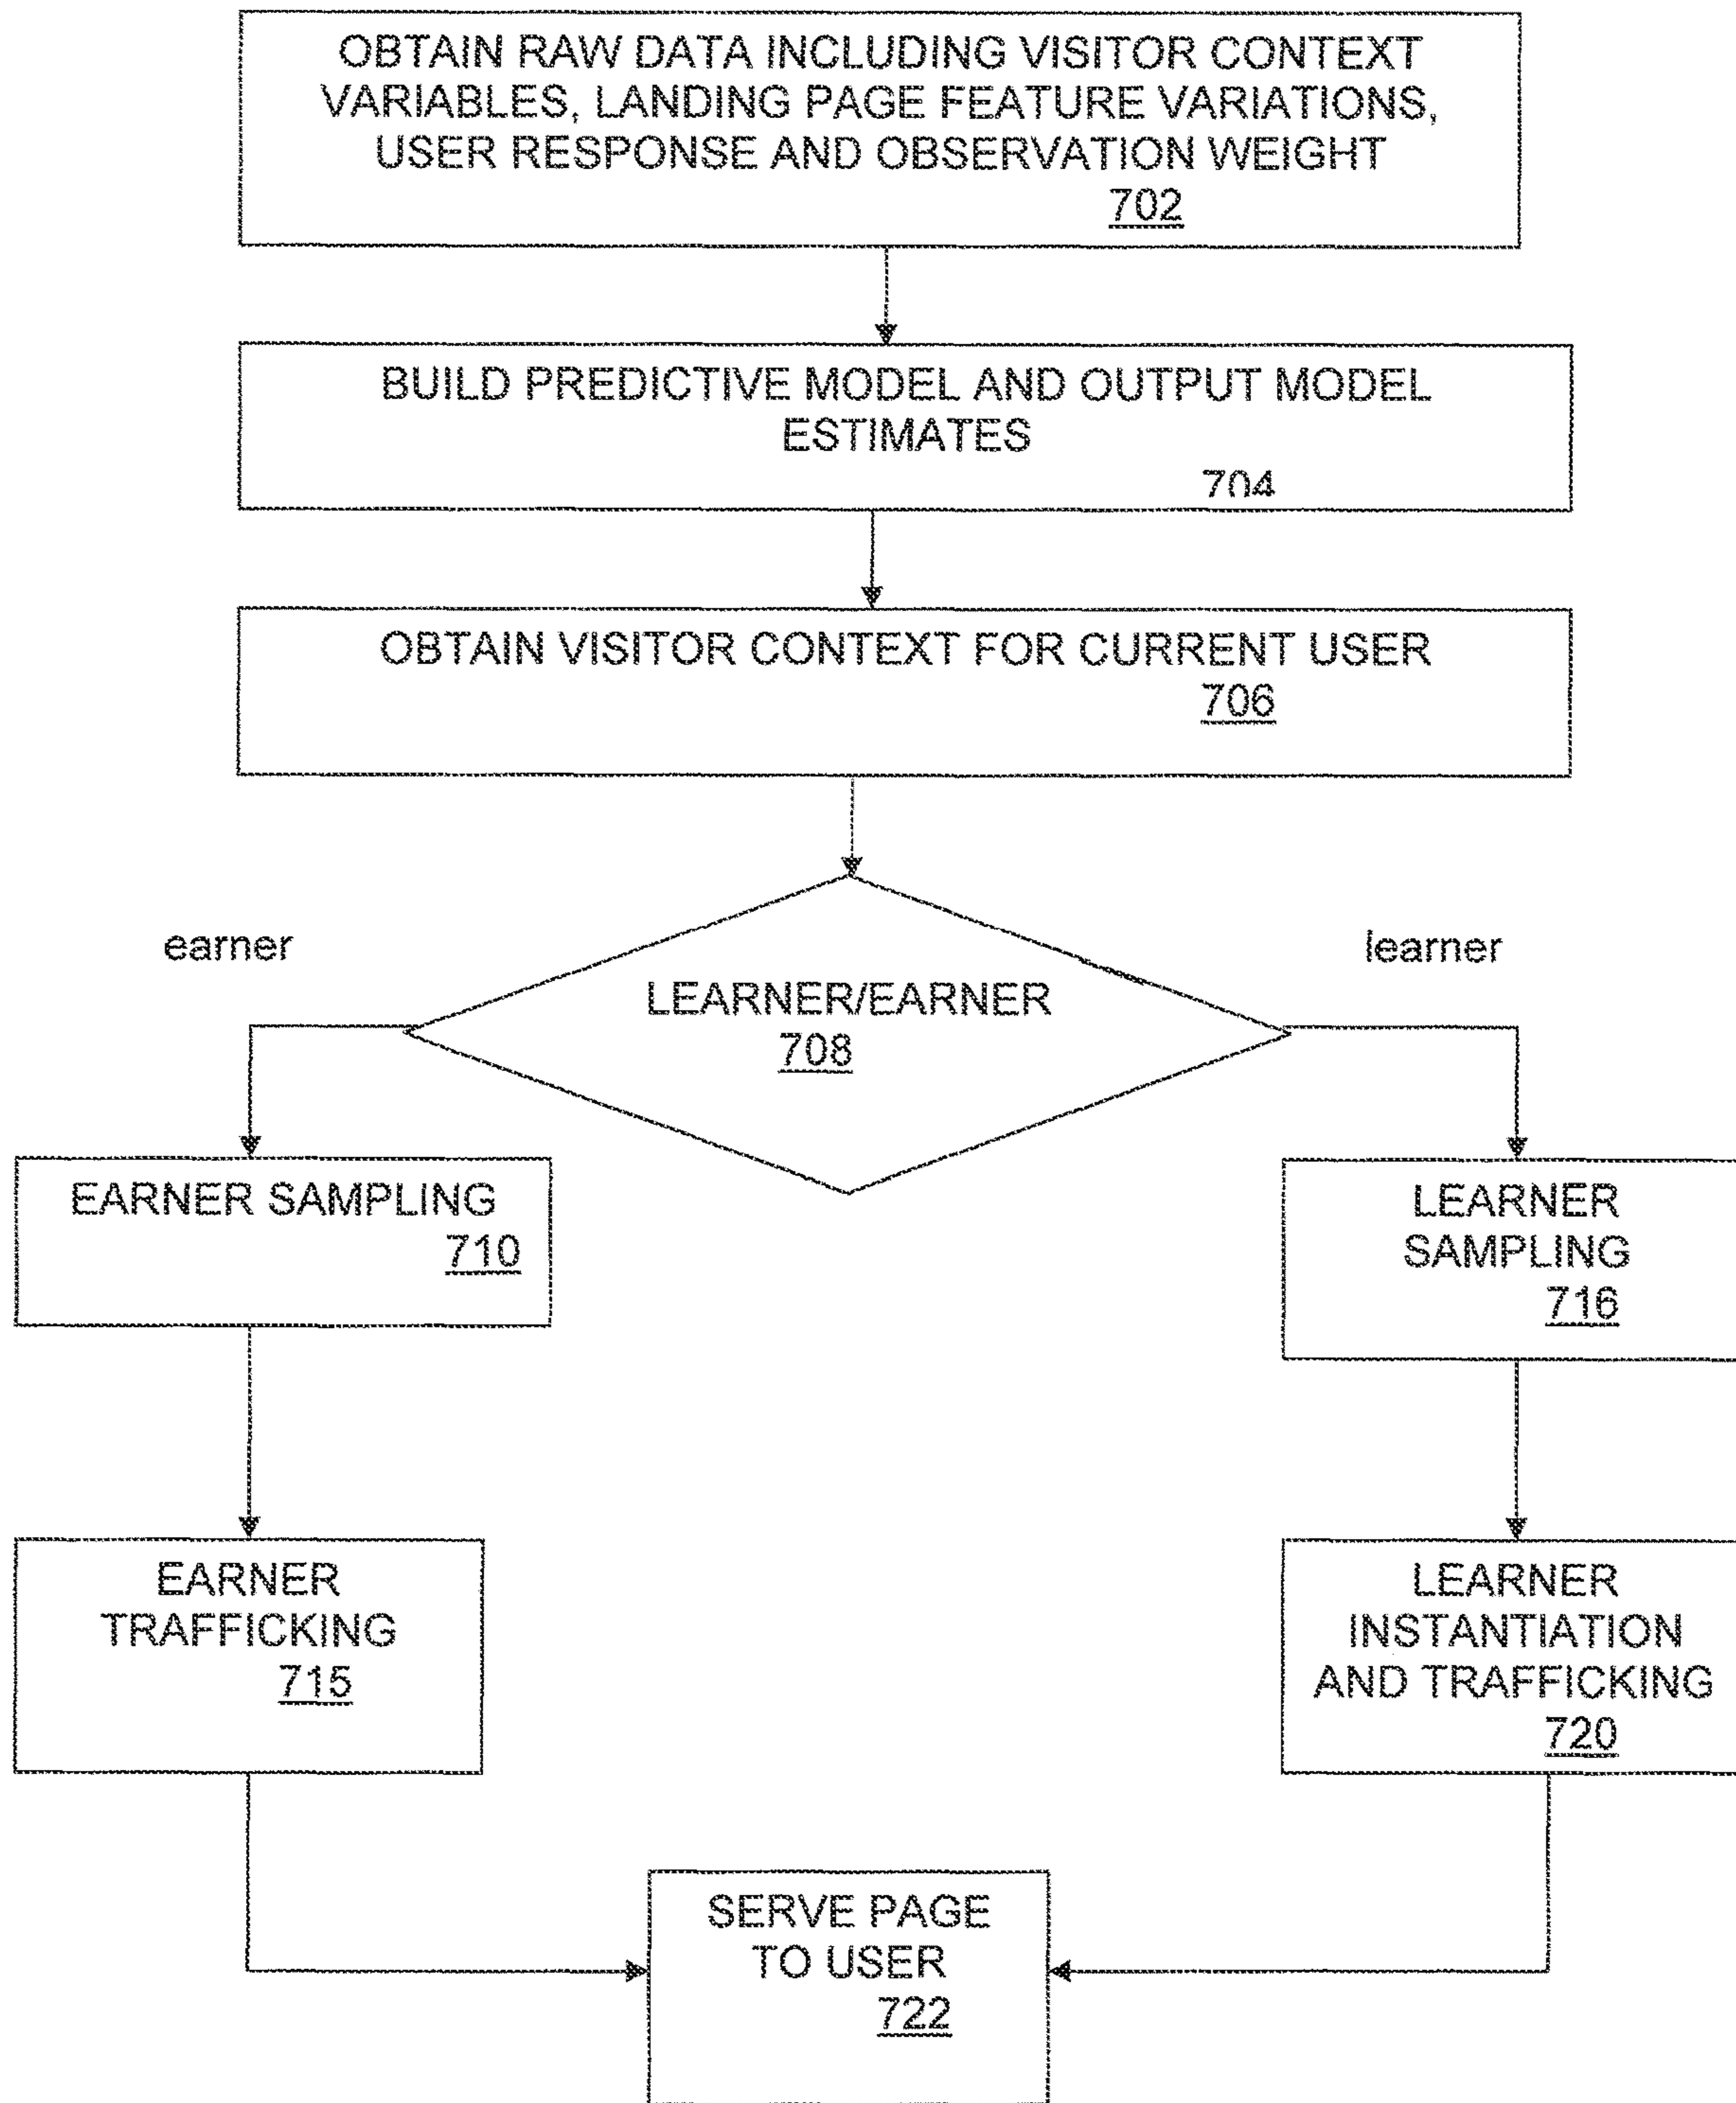 OBTAIN RAW DATA INCLUDING VISITOR CONTEXT
VARIABLES, LANDING PAGE FEATURE VARIATIONS,
USER RESPONSE AND OBSERVATION WEIGHT
702
BUILD PREDICTIVE MODEL AND OUTPUT MODEL
ESTIMATES
704
OBTAIN VISITOR CONTEXT FOR CURRENT USER
706
earner
learner
LEARNER/EARNER
708
EARNER SAMPLING
710
LEARNER
SAMPLING
716
EARNER
TRAFFICKING
715
LEARNER
INSTANTIATION
AND TRAFFICKING
720
SERVE PAGE
TO USER
722